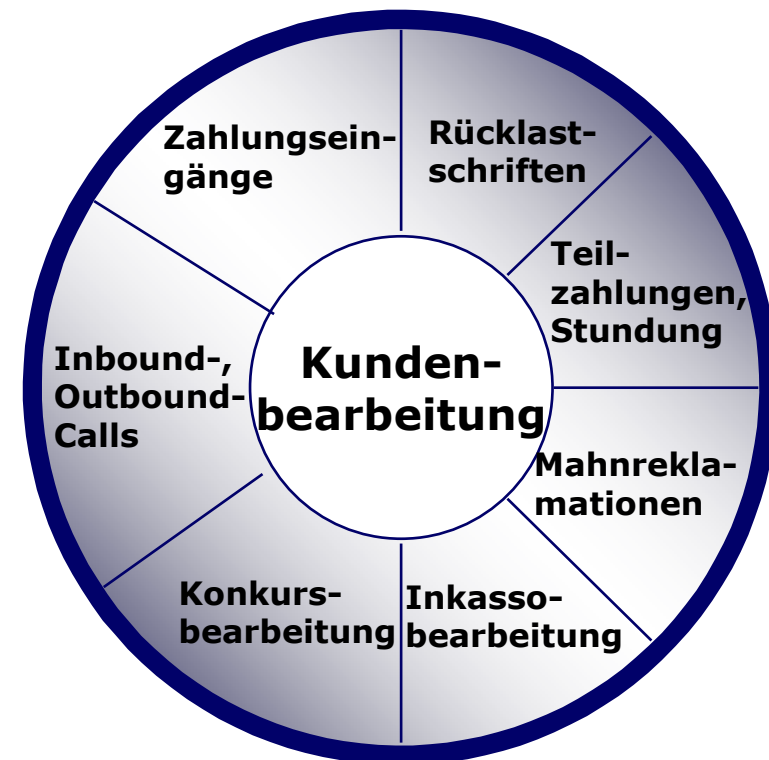 Zahlungsein-
gänge
Rücklast-
schriften
Teil-
zahlungen,
Stundung
Inbound-,
Outbound-
Calls
Kunden-
bearbeitung
Mahnrekla-
mationen
Konkurs-
bearbeitung
Inkasso-
bearbeitung